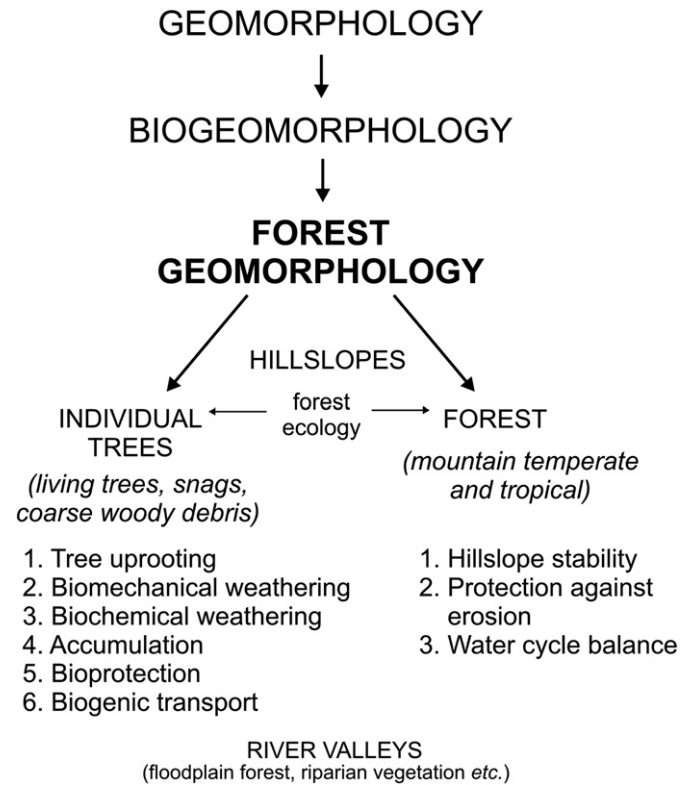 GEOMORPHOLOGY
BIOGEOMORPHOLOGY
FOREST
GEOMORPHOLOGY
HILLSLOPES
forest
ecology
INDIVIDUAL
TREES
(living trees, snags,
coarse woody debris)
1. Tree uprooting
2. Biomechanical weathering
3. Biochemical weathering
4. Accumulation
5. Bioprotection
6. Biogenic transport
FOREST
(mountain temperate
and tropical)
1. Hillslope stability
2. Protection against
erosion
3. Water cycle balance
RIVER VALLEYS
(floodplain forest, riparian vegetation etc.)